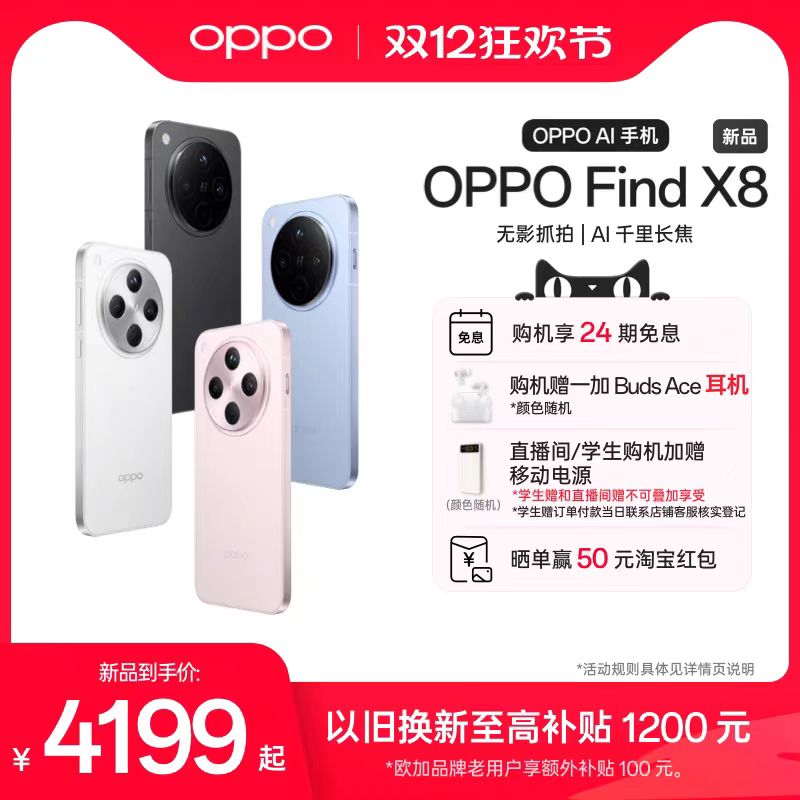 oppo
双12狂欢节
OPPO AI 手机
新品
OPPO Find X8
无影抓拍 | AI 千里长焦
免息
购机享 24 期免息
购机赠一加 Buds Ace 耳机
*颜色随机
直播间/学生购机加赠
移动电源
(颜色随机)
*学生赠和直播间赠不可叠加享受
*学生赠订单付款当日联系店铺客服核实登记
¥
晒单赢 50 元淘宝红包
oppo
oppo
*活动规则具体见详情页说明
新品到手价:
¥4199起
以旧换新至高补贴 1200 元
*欧加品牌老用户享额外补贴 100 元。